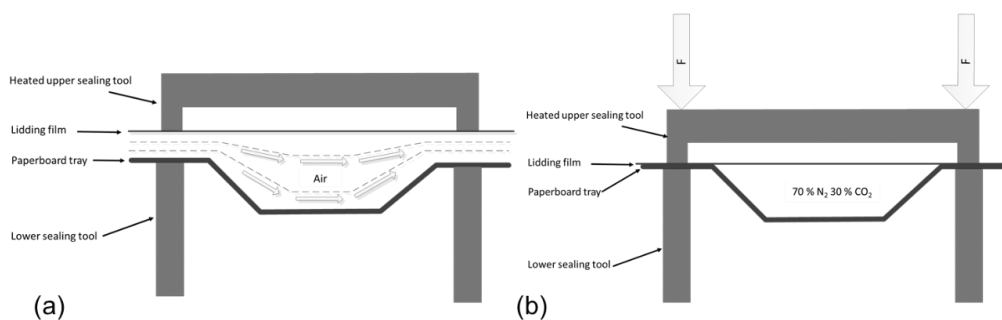 Heated upper sealing tool
Lidding film
Paperboard tray
Air
Lower sealing tool
(a)
F
F
Heated upper sealing tool
Lidding film
Paperboard tray
70 % N₂ 30 % CO₂
Lower sealing tool
(b)